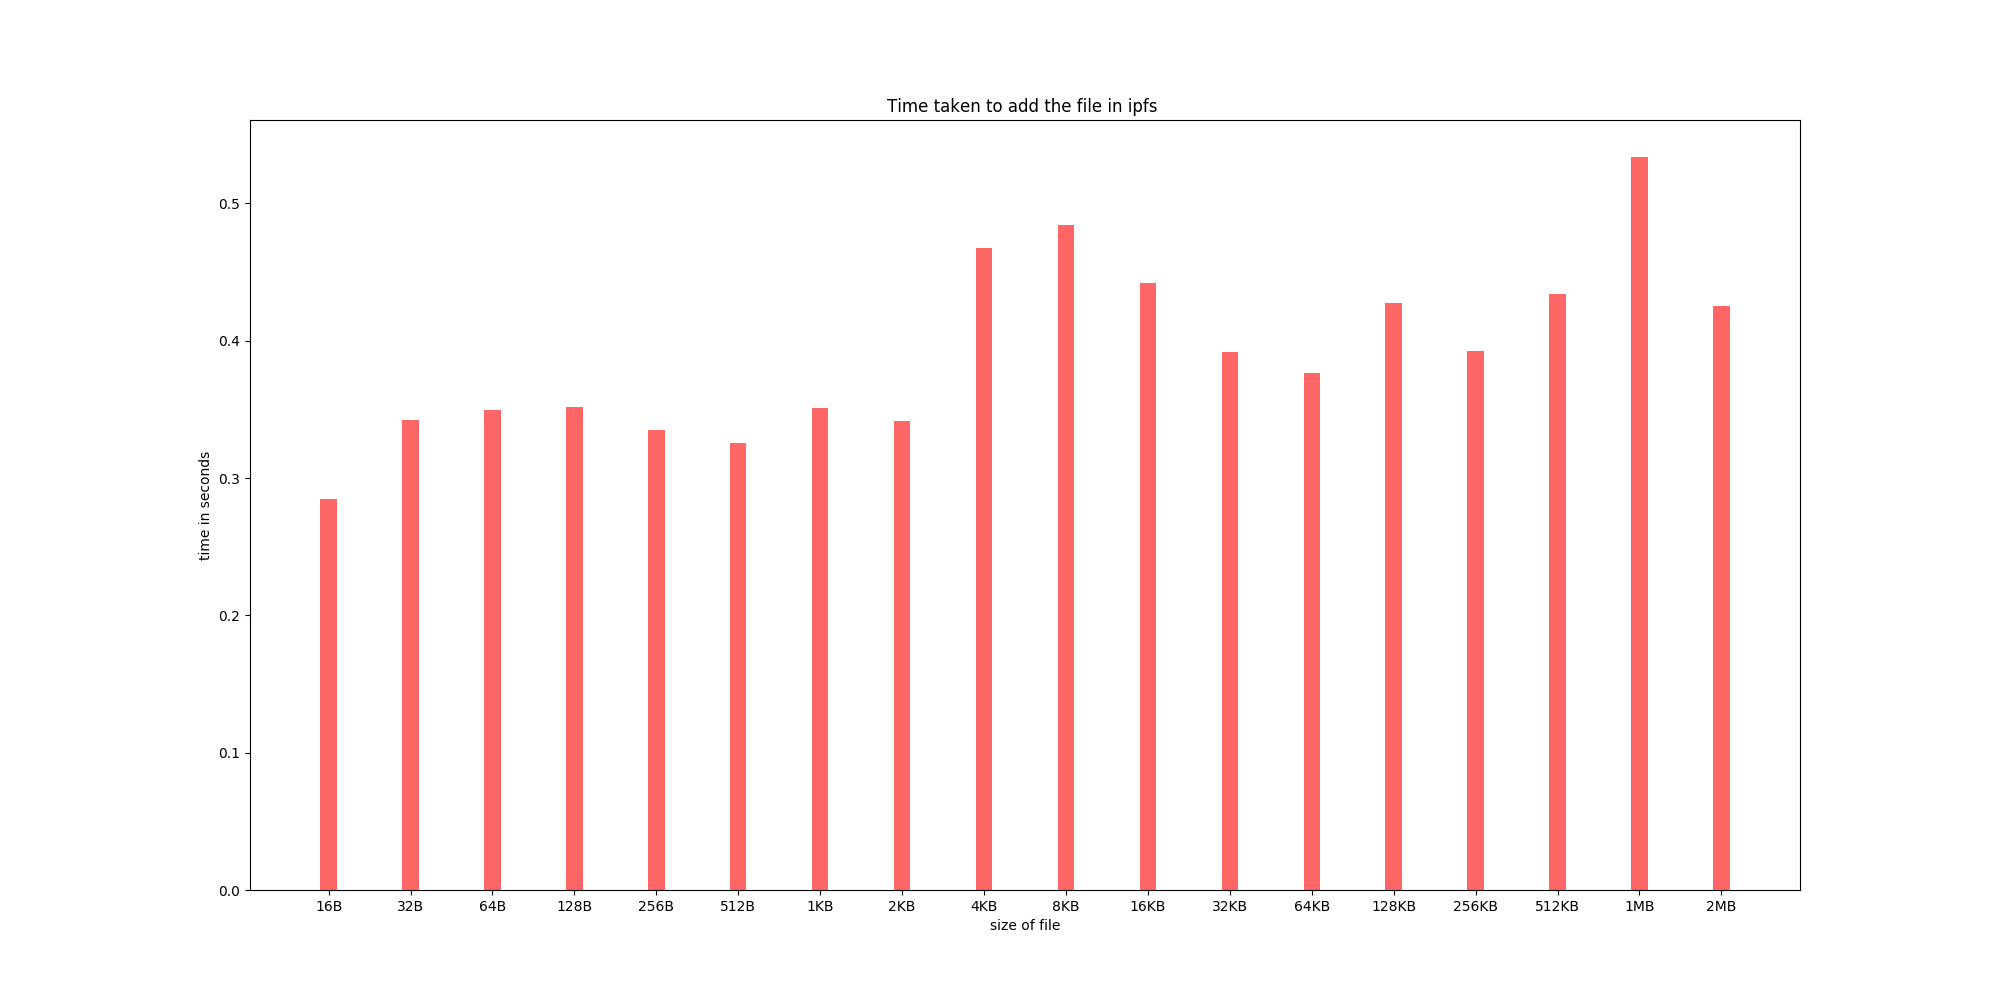 Time taken to add the file in ipfs
time in seconds
0.5
0.4
0.3
0.2
0.1
0.0
16B 32B 64B 128B 256B 512B 1KB 2KB 4KB 8KB 16KB 32KB 64KB 128KB 256KB 512KB 1MB 2MB
size of file